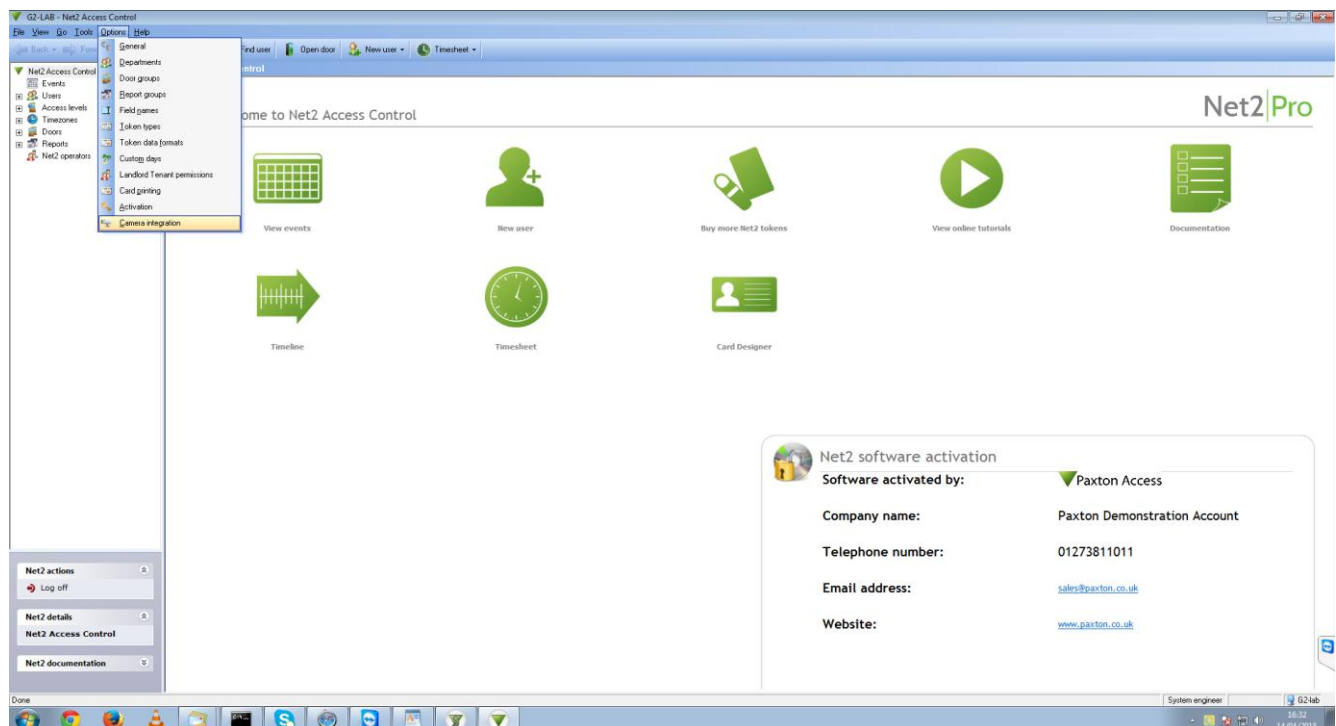 G2-LAB - Net2 Access Control
File View Go Tools Options Help
Back Find user Open door New user Timesheet
General
Departments
Door groups
Report groups
Field names
Token types
Token data formats
Custom days
Landlord Tenant permissions
Card printing
Activation
Camera integration
Net2 Access Control
Events
Users
Access levels
Timezones
Doors
Reports
Net2 operators
ntrol
ome to Net2 Access Control
Net2 Pro
View events
New user
Buy more Net2 tokens
View online tutorials
Documentation
Timeline
Timesheet
Card Designer
Net2 software activation
Software activated by: Paxton Access
Company name: Paxton Demonstration Account
Telephone number: 01273811011
Email address: sales@paxton.co.uk
Website: www.paxton.co.uk
Net2 actions
Log off
Net2 details
Net2 Access Control
Net2 documentation
Done
System engineer
G2-lab
16:32
14/04/2015